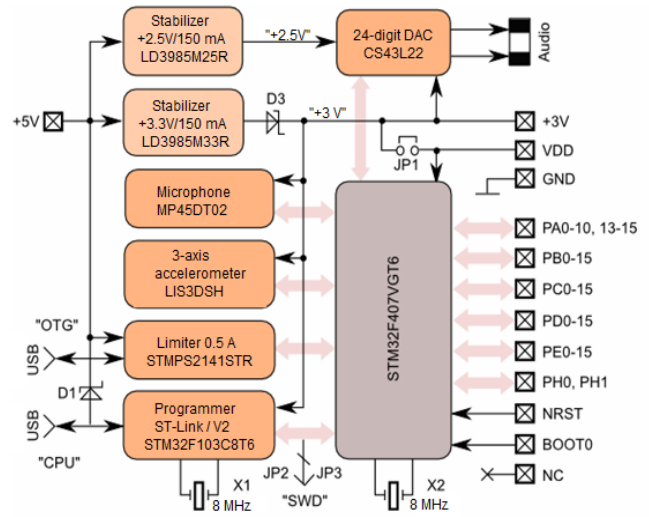 Stabilizer
+2.5V/150 mA
LD3985M25R
"+2.5V"
24-digit DAC
CS43L22
Audio
+5V
Stabilizer
+3.3V/150 mA
LD3985M33R
D3
"+3 V"
+3V
JP1
VDD
GND
Microphone
MP45DT02
3-axis
accelerometer
LIS3DSH
STM32F407VGT6
PA0-10, 13-15
PB0-15
PC0-15
PD0-15
PE0-15
PH0, PH1
NRST
BOOT0
NC
"OTG"
USB
Limiter 0.5 A
STMPS2141STR
D1
USB
"CPU"
Programmer
ST-Link / V2
STM32F103C8T6
X1
8 MHz
JP2
JP3
"SWD"
X2
8 MHz